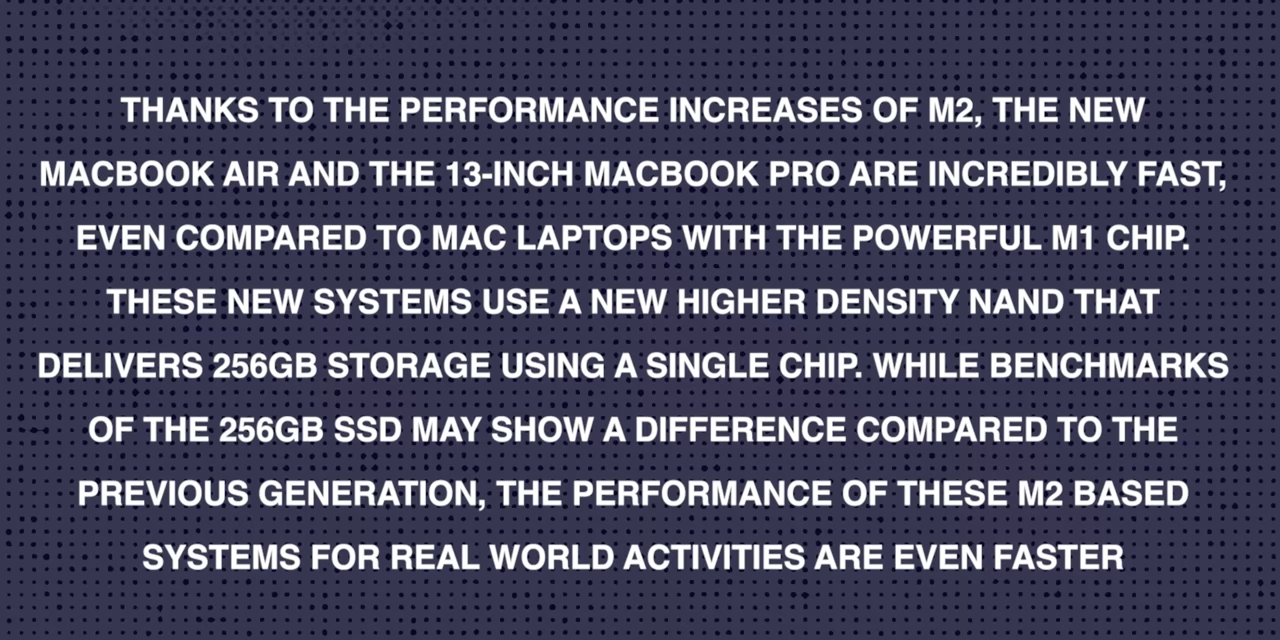 THANKS TO THE PERFORMANCE INCREASES OF M2, THE NEW
MACBOOK AIR AND THE 13-INCH MACBOOK PRO ARE INCREDIBLY FAST,
EVEN COMPARED TO MAC LAPTOPS WITH THE POWERFUL M1 CHIP.
THESE NEW SYSTEMS USE A NEW HIGHER DENSITY NAND THAT
DELIVERS 256GB STORAGE USING A SINGLE CHIP. WHILE BENCHMARKS
OF THE 256GB SSD MAY SHOW A DIFFERENCE COMPARED TO THE
PREVIOUS GENERATION, THE PERFORMANCE OF THESE M2 BASED
SYSTEMS FOR REAL WORLD ACTIVITIES ARE EVEN FASTER